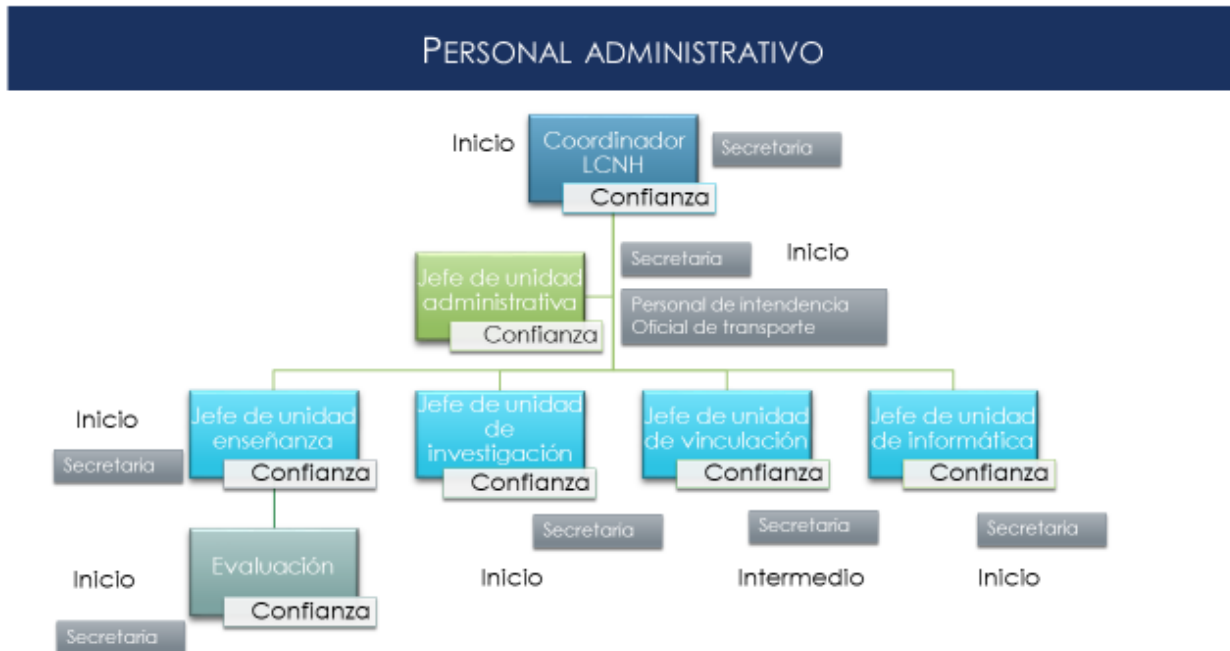 PERSONAL ADMINISTRATIVO
Inicio
Coordinador
LCNH
Confianza
Secretaria
Jefe de unidad
administrativa
Confianza
Secretaria
Inicio
Personal de intendencia
Oficial de transporte
Inicio
Secretaria
Jefe de unidad
enseñanza
Confianza
Jefe de unidad
de
investigación
Confianza
Jefe de unidad
de vinculación
Confianza
Jefe de unidad
de informática
Confianza
Secretaria
Inicio
Secretaria
Intermedio
Secretaria
Inicio
Inicio
Evaluación
Confianza
Secretaria